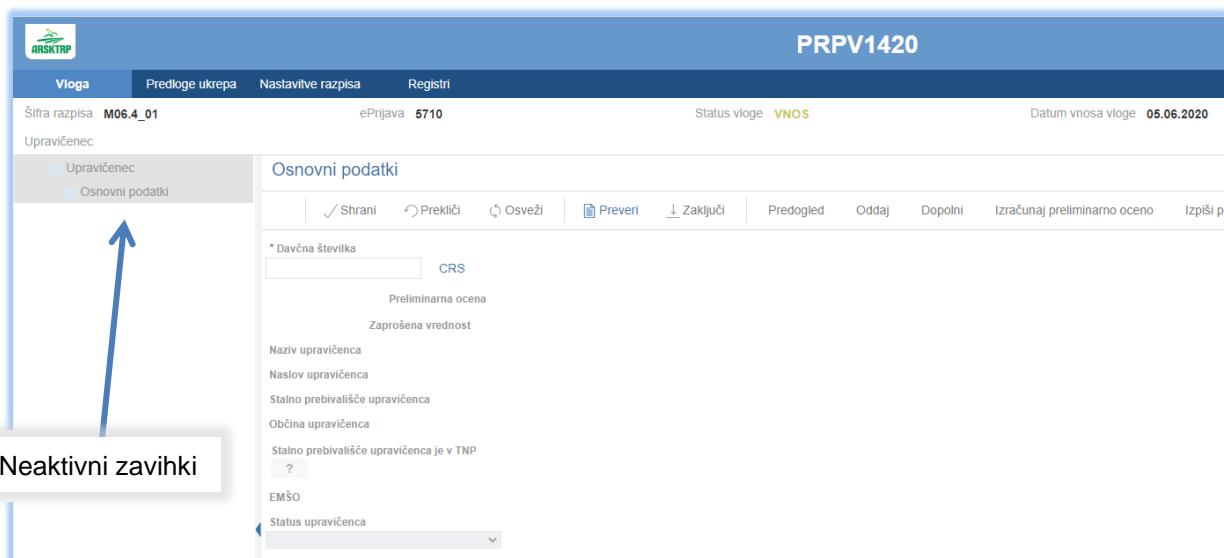 ARSKTRP
PRPV1420
Vloga Predloge ukrepa Nastavitve razpisa Registri
Šifra razpisa M06.4_01 ePrijava 5710 Status vloge VNOS Datum vnosa vloge 05.06.2020
Upravičenec
Upravičenec
Osnovni podatki
Osnovni podatki
Shrani Prekliči Osveži Preveri Zaključi Predogled Oddaj Dopolni Izračunaj preliminarno oceno Izpiši p
* Davčna številka
CRS
Preliminarna ocena
Zaprošena vrednost
Naziv upravičenca
Naslov upravičenca
Stalno prebivališče upravičenca
Občina upravičenca
Stalno prebivališče upravičenca je v TNP
?
EMŠO
Status upravičenca
Neaktivni zavihki